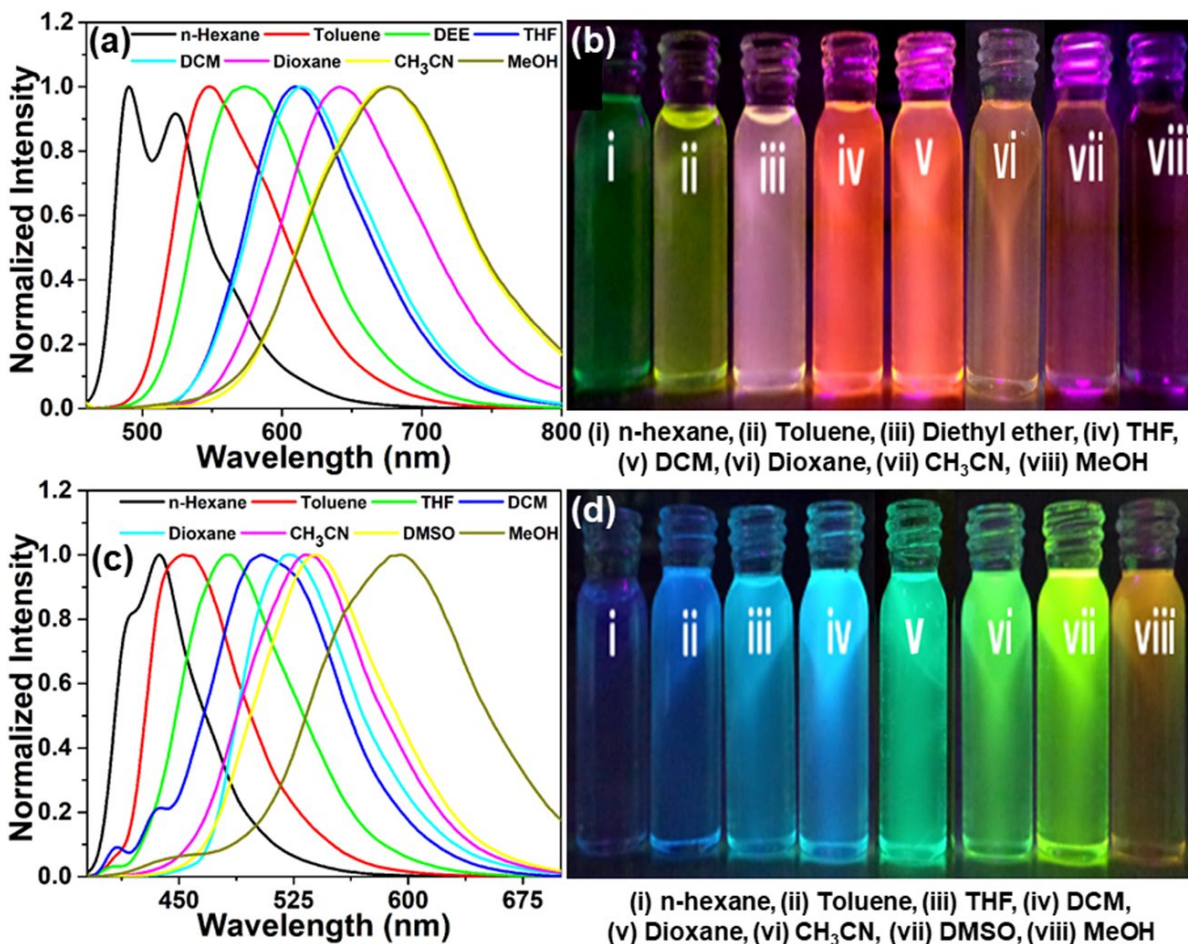 (a)
n-Hexane Toluene DEE THF
DCM Dioxane CH₃CN MeOH
Normalized Intensity
1.2
1.0
0.8
0.6
0.4
0.2
0.0
500 600 700 800
Wavelength (nm)
(b)
i ii iii iv v vi vii viii
(i) n-hexane, (ii) Toluene, (iii) Diethyl ether, (iv) THF,
(v) DCM, (vi) Dioxane, (vii) CH₃CN, (viii) MeOH
(c)
n-Hexane Toluene THF DCM
Dioxane CH₃CN DMSO MeOH
Normalized Intensity
1.2
1.0
0.8
0.6
0.4
0.2
0.0
450 525 600 675
Wavelength (nm)
(d)
i ii iii iv v vi vii viii
(i) n-hexane, (ii) Toluene, (iii) THF, (iv) DCM,
(v) Dioxane, (vi) CH₃CN, (vii) DMSO, (viii) MeOH